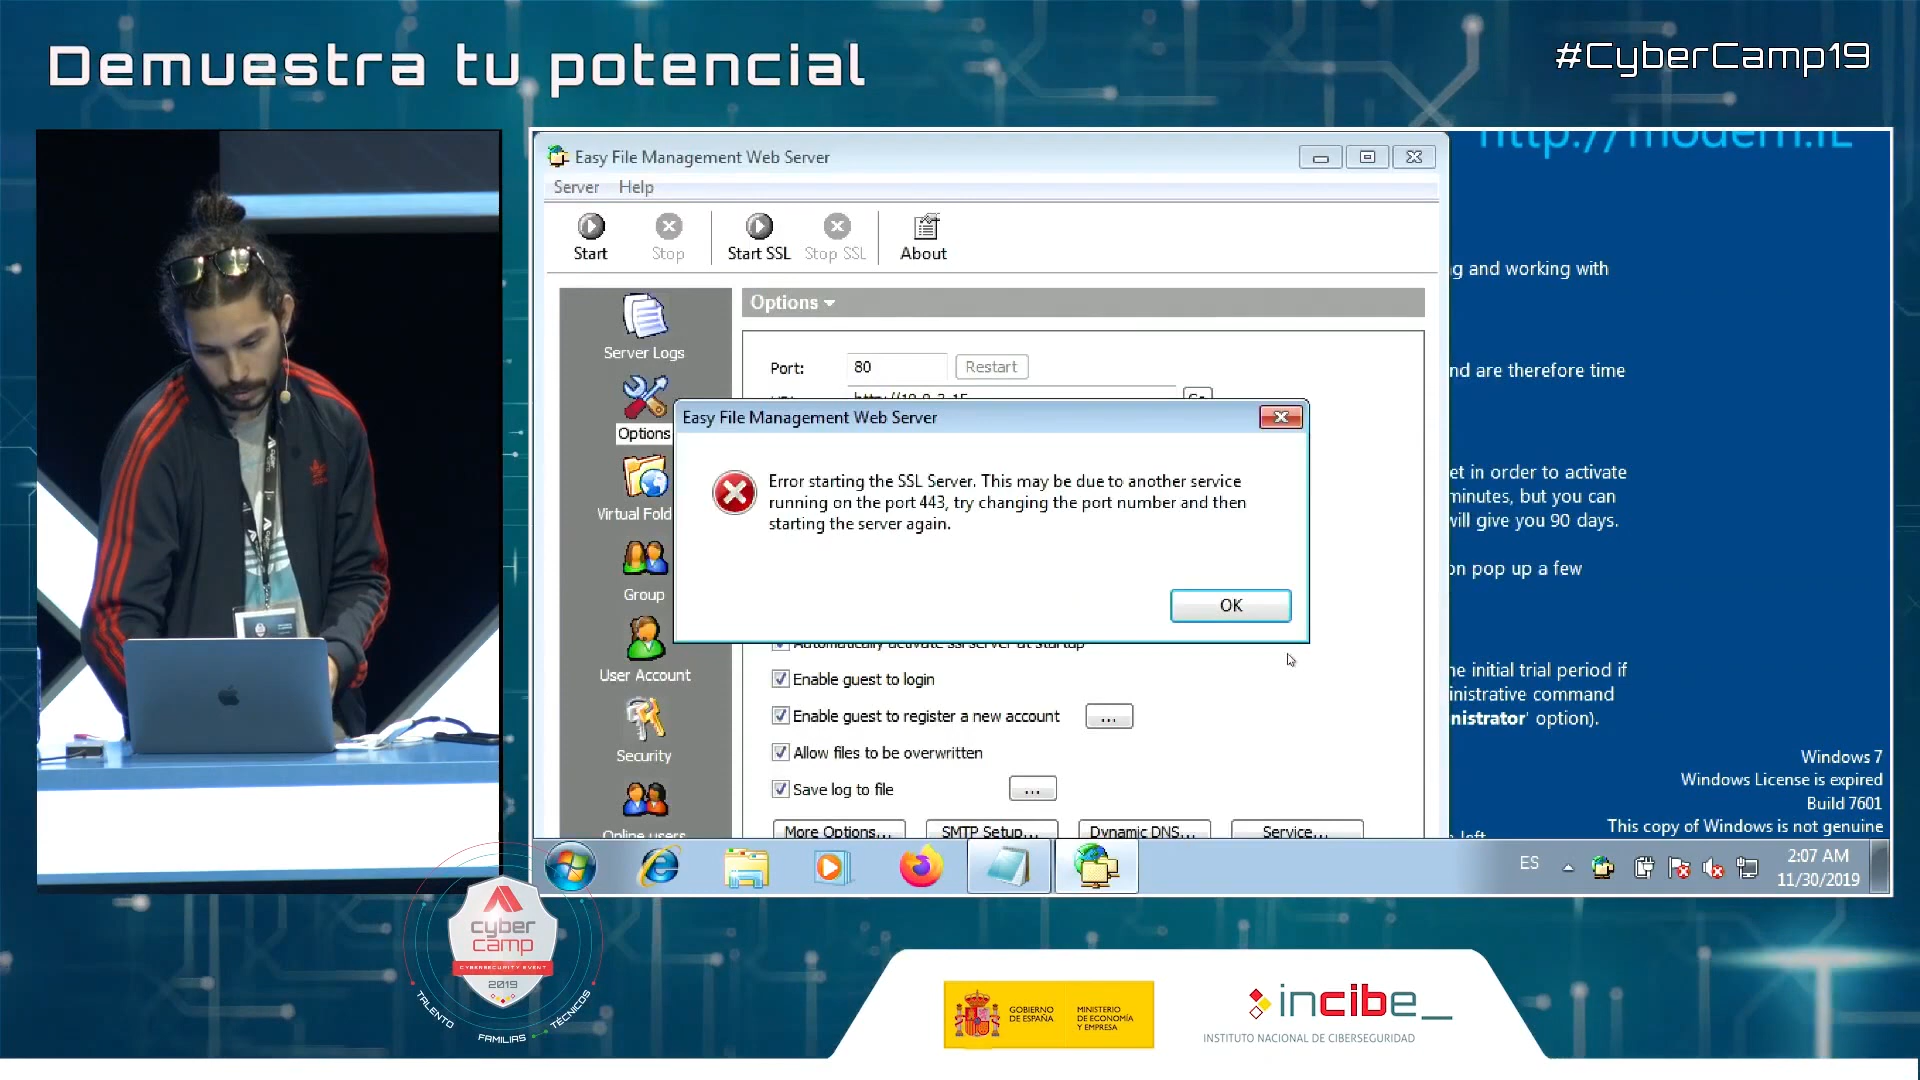 Demuestra tu potencial
#CyberCamp19
Easy File Management Web Server
Server Help
Start Stop Start SSL Stop SSL About
Server Logs
Options
Virtual Fold
Group
User Account
Security
Online users
Options
Port: 80 Restart
Easy File Management Web Server
Error starting the SSL Server. This may be due to another service
running on the port 443, try changing the port number and then
starting the server again.
OK
Enable guest to login
Enable guest to register a new account ...
Allow files to be overwritten
Save log to file ...
More Options... SMTP Setup... Dynamic DNS... Service...
http://modern.IE
g and working with
nd are therefore time
et in order to activate
minutes, but you can
will give you 90 days.
on pop up a few
he initial trial period if
inistrative command
nistrator' option).
left
Windows 7
Windows License is expired
Build 7601
This copy of Windows is not genuine
ES
2:07 AM
11/30/2019
cyber
camp
CYBERSECURITY EVENT
2019
TALENTO
FAMILIAS
TÉCNICOS
GOBIERNO
DE ESPAÑA
MINISTERIO
DE ECONOMÍA
Y EMPRESA
incibe_
INSTITUTO NACIONAL DE CIBERSEGURIDAD